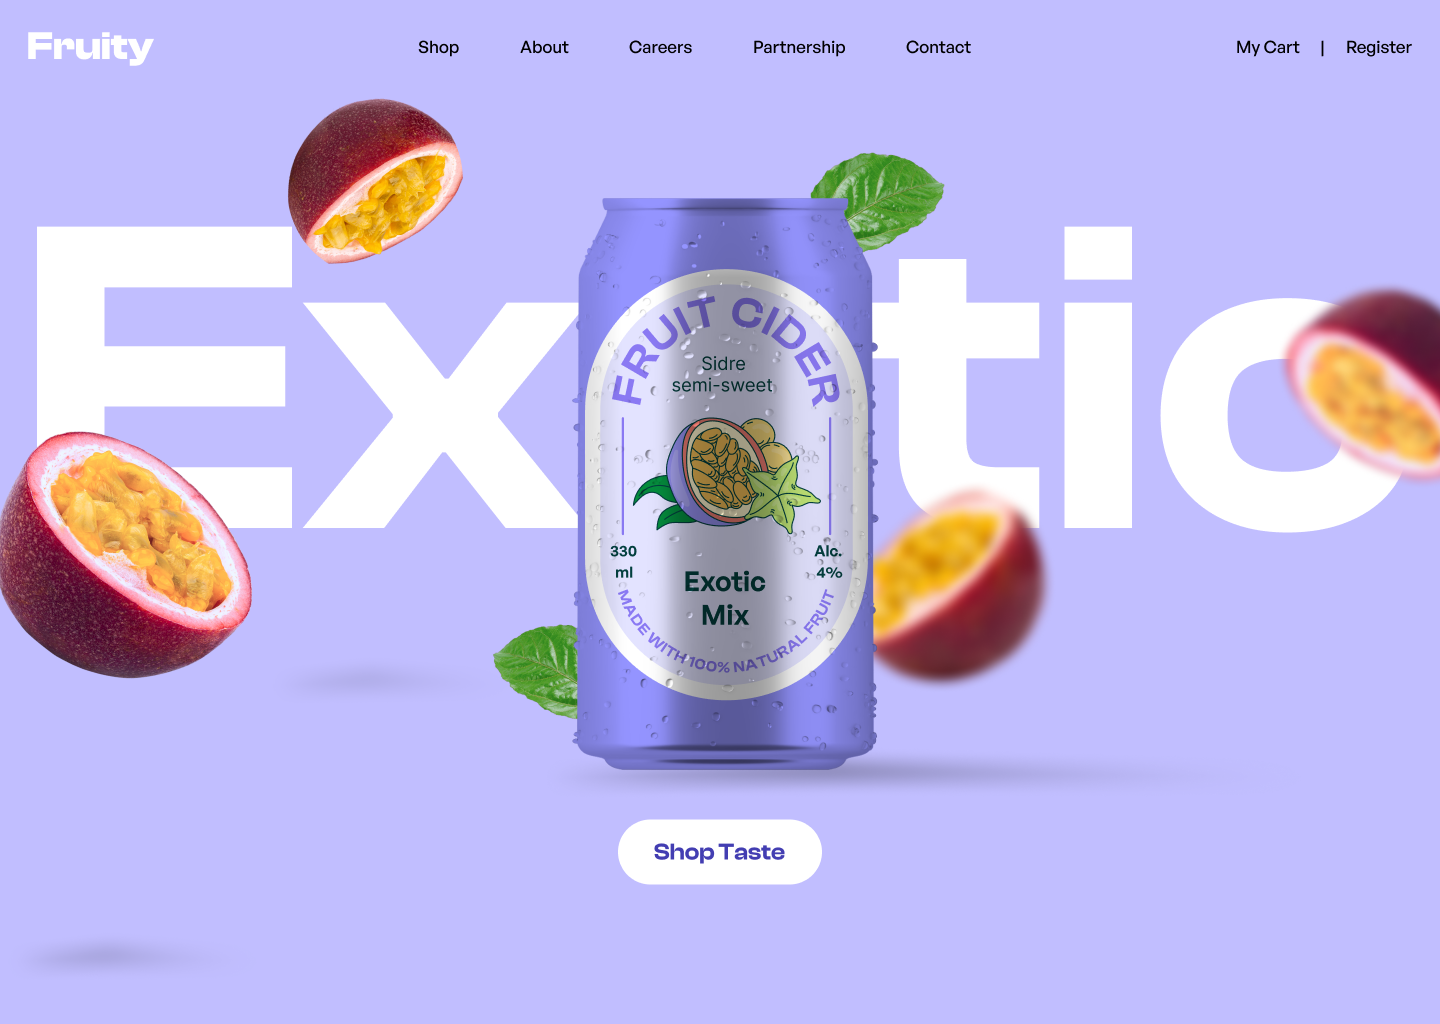 Fruity
Shop
About
Careers
Partnership
Contact
My Cart | Register
Exotic
FRUIT CIDER
Sidre
semi-sweet
330
ml
Alc.
4%
Exotic
Mix
MADE WITH 100% NATURAL FRUIT
Shop Taste